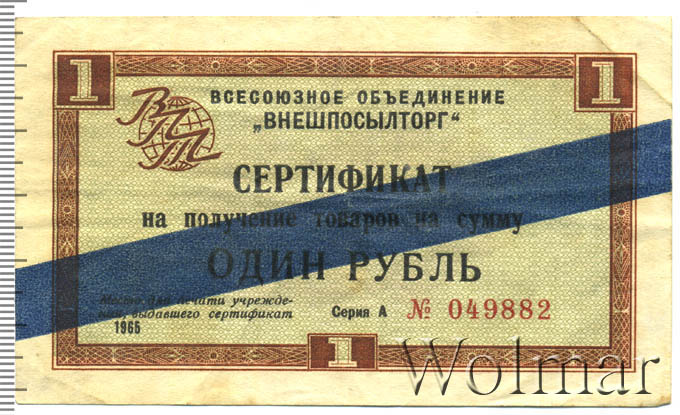 1
1
ВПТ
ВСЕСОЮЗНОЕ ОБЪЕДИНЕНИЕ
„ВНЕШПОСЫЛТОРГ“
СЕРТИФИКАТ
на получение товаров на сумму
ОДИН РУБЛЬ
Место для печати учрежде-
ния, выдавшего сертификат
1965
Серия А № 049882
1
Wolmar